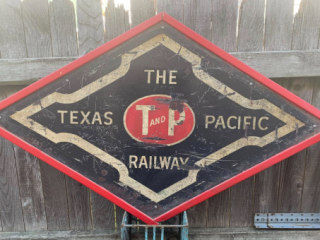 THE
TEXAS T AND P PACIFIC
RAILWAY